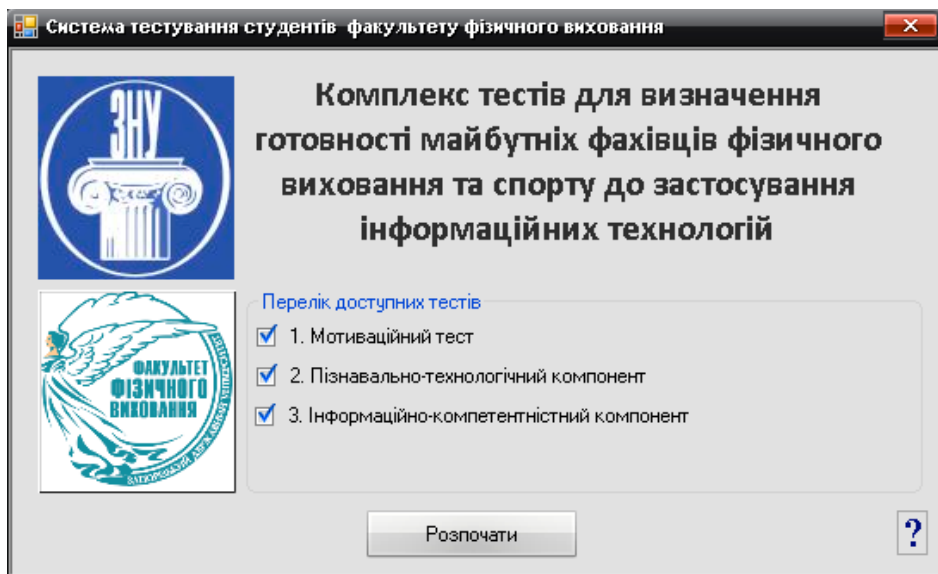 Система тестування студентів факультету фізичного виховання
ЗНУ
Комплекс тестів для визначення
готовності майбутніх фахівців фізичного
виховання та спорту до застосування
інформаційних технологій
ФАКУЛЬТЕТ
ФІЗИЧНОГО
ВИХОВАННЯ
Перелік доступних тестів
1. Мотиваційний тест
2. Пізнавально-технологічний компонент
3. Інформаційно-компетентністний компонент
Розпочати
?